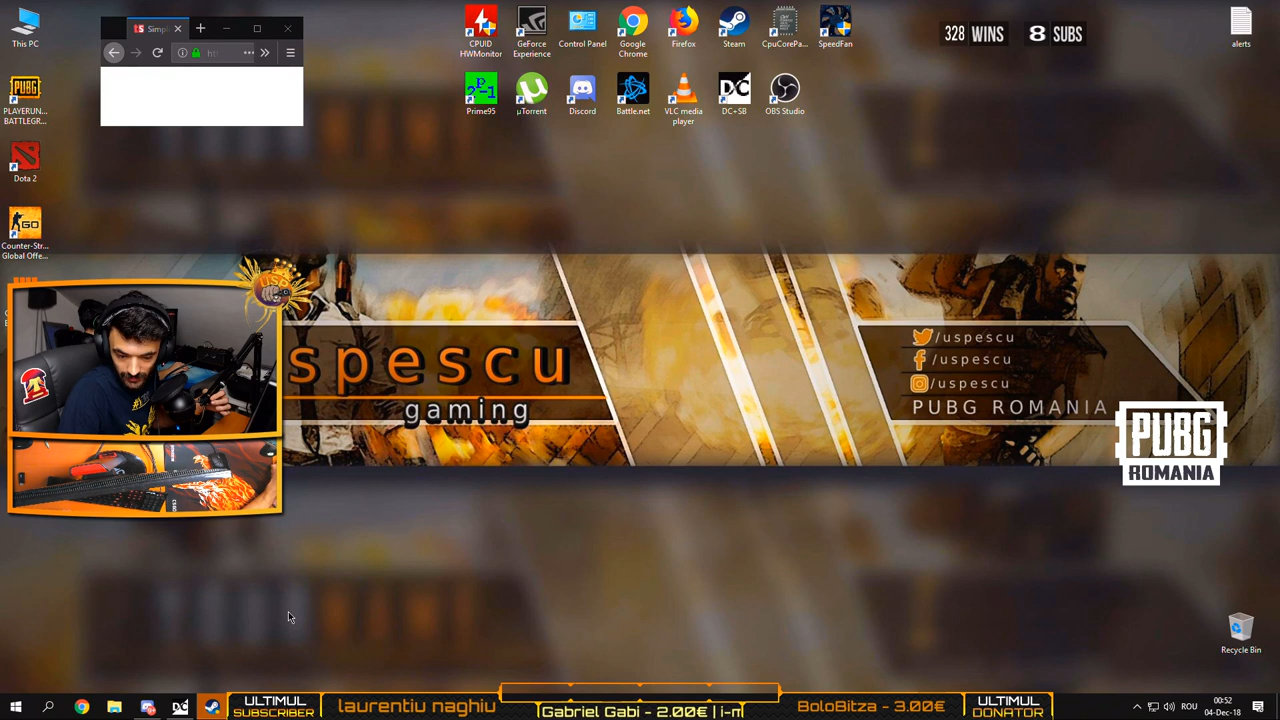 This PC
PLAYERUN...
BATTLEGR...
Dota 2
Counter-Str...
Global Offe...
Simpl
CPUID
HWMonitor
GeForce
Experience
Control Panel
Google
Chrome
Firefox
Steam
CpuCorePa...
SpeedFan
Prime95
µTorrent
Discord
Battle.net
VLC media
player
DC+SB
OBS Studio
328 WINS
8 SUBS
alerts
USP
spescu
gaming
/uspescu
/uspescu
/uspescu
PUBG ROMANIA
PUBG
ROMANIA
Recycle Bin
ULTIMUL
SUBSCRIBER
laurentiu naghiu
Gabriel Gabi - 2.00€ | i-m
BoloBitza - 3.00€
ULTIMUL
DONATOR
ROU
00:52
04-Dec-18